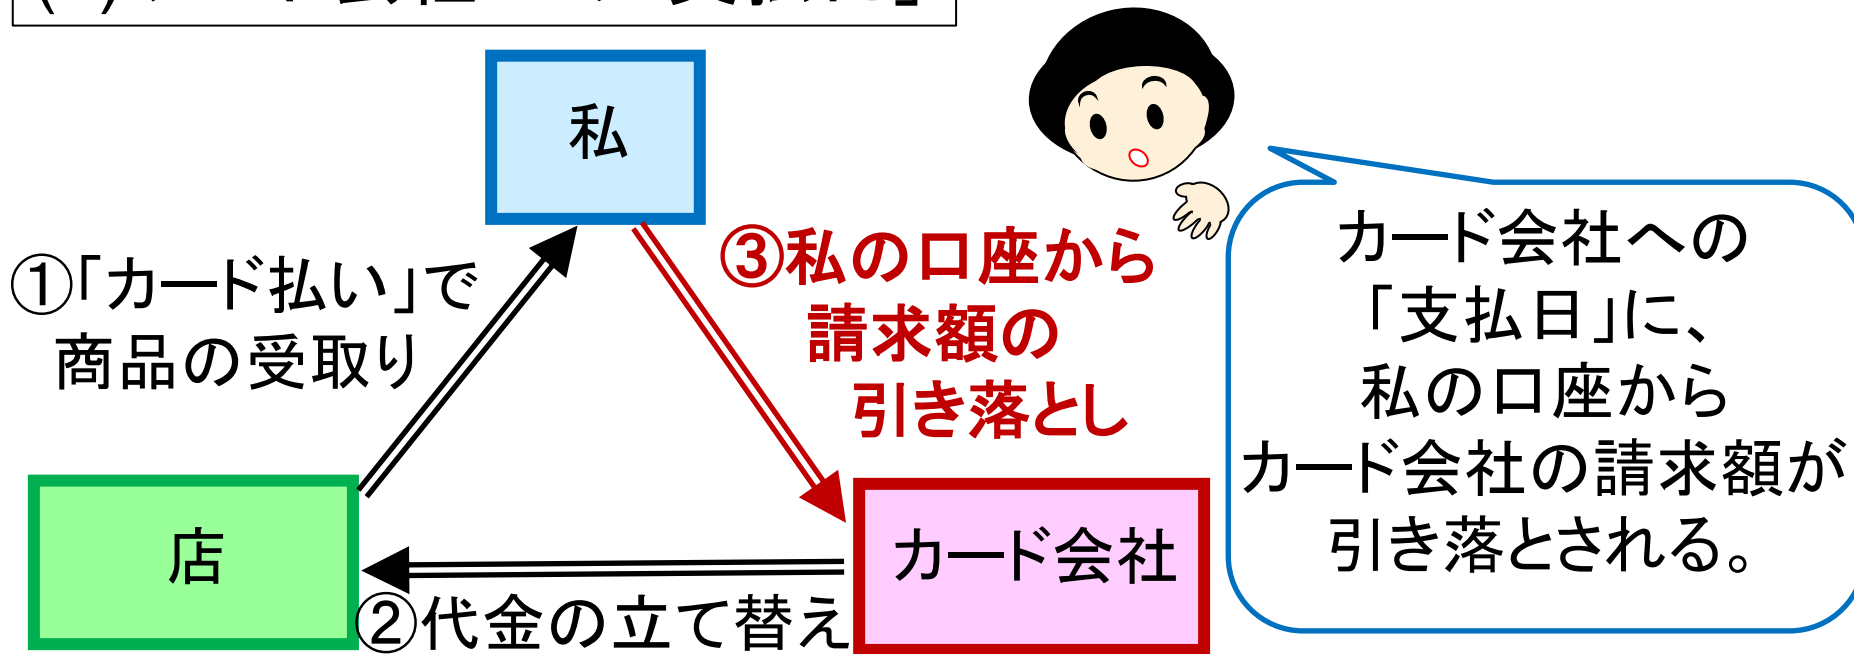 私
①「カード払い」で
商品の受取り
③私の口座から
請求額の
引き落とし
店
カード会社
②代金の立て替え
カード会社への
「支払日」に、
私の口座から
カード会社の請求額が
引き落とされる。